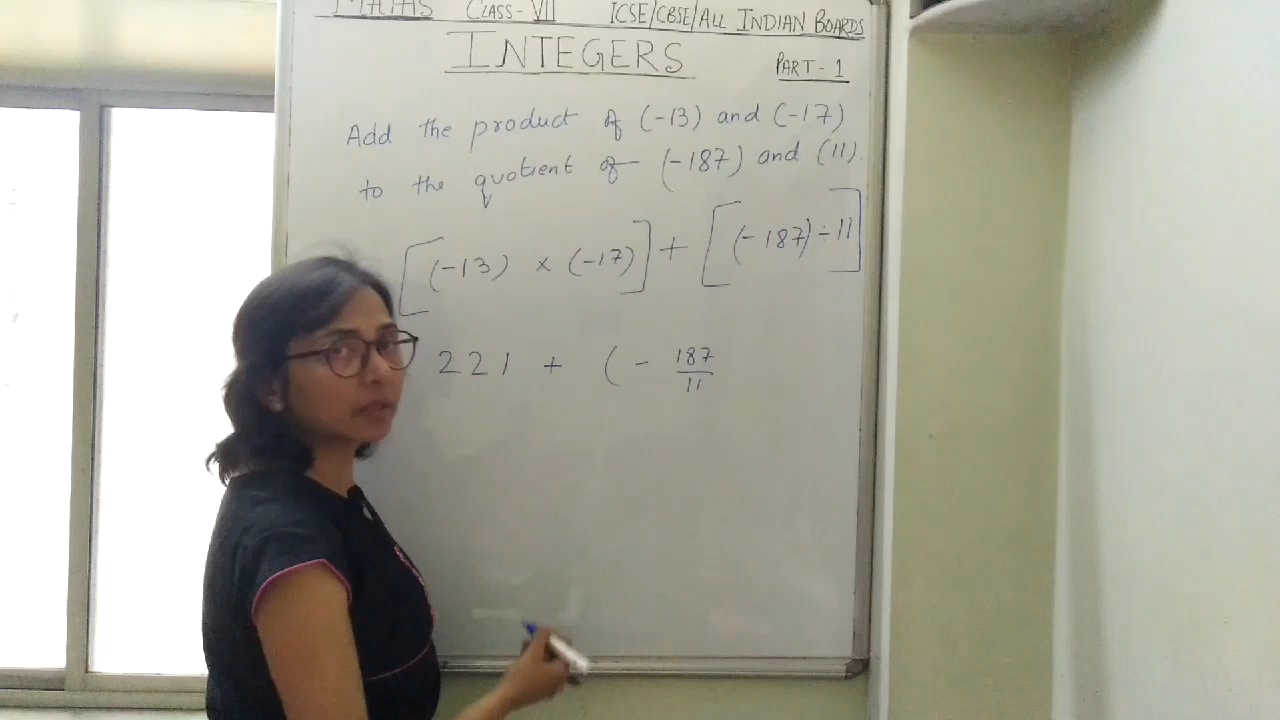 MATHS CLASS-VII ICSE/CBSE/ALL INDIAN BOARDS
INTEGERS
PART-1
Add the product of (-13) and (-17)
to the quotient of (-187) and (11).
[(-13) × (-17)] + [(-187) ÷ 11]
221 + (- 187/11